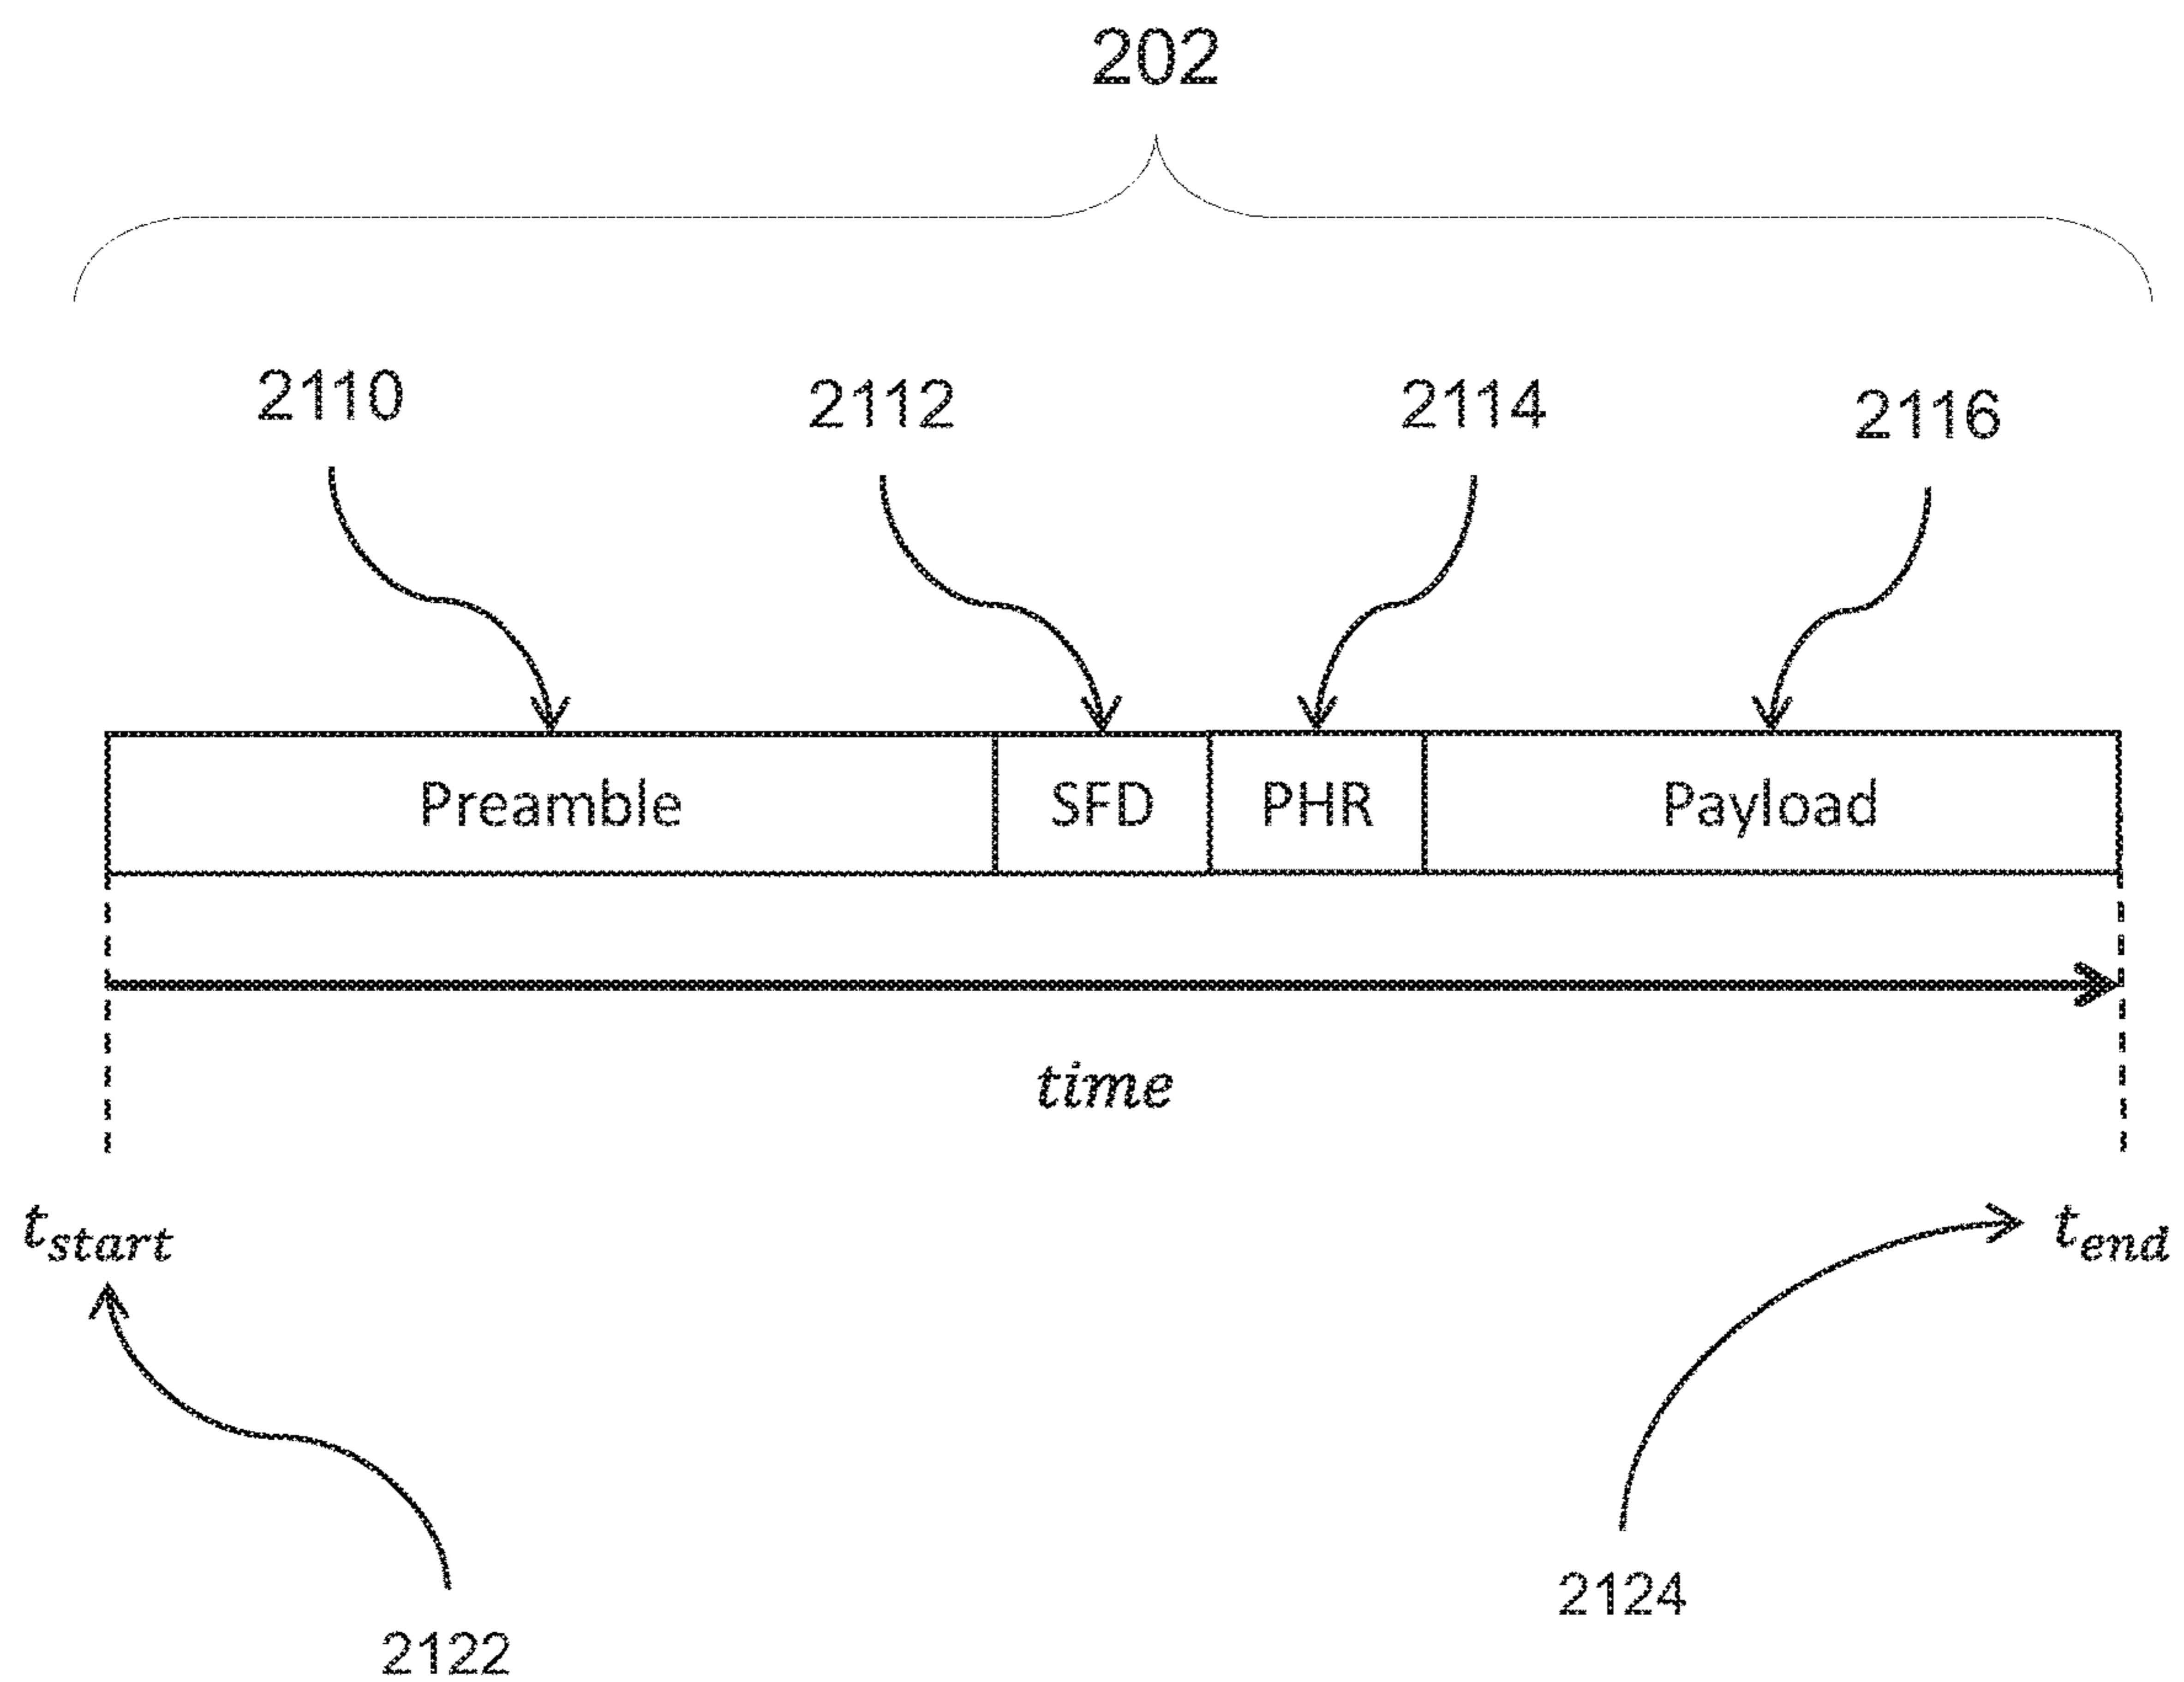 202
2110 2112 2114 2116
Preamble SFD PHR Payload
time
t_start t_end
2124
2122